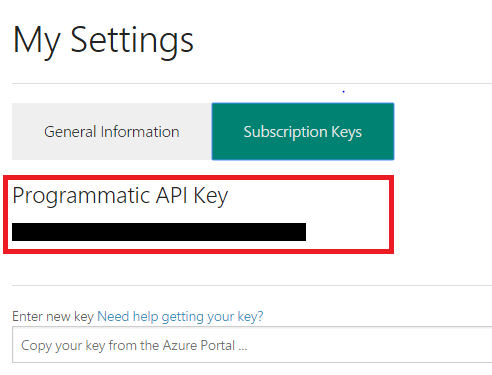 My Settings
General Information
Subscription Keys
Programmatic API Key
Enter new key Need help getting your key?
Copy your key from the Azure Portal ...